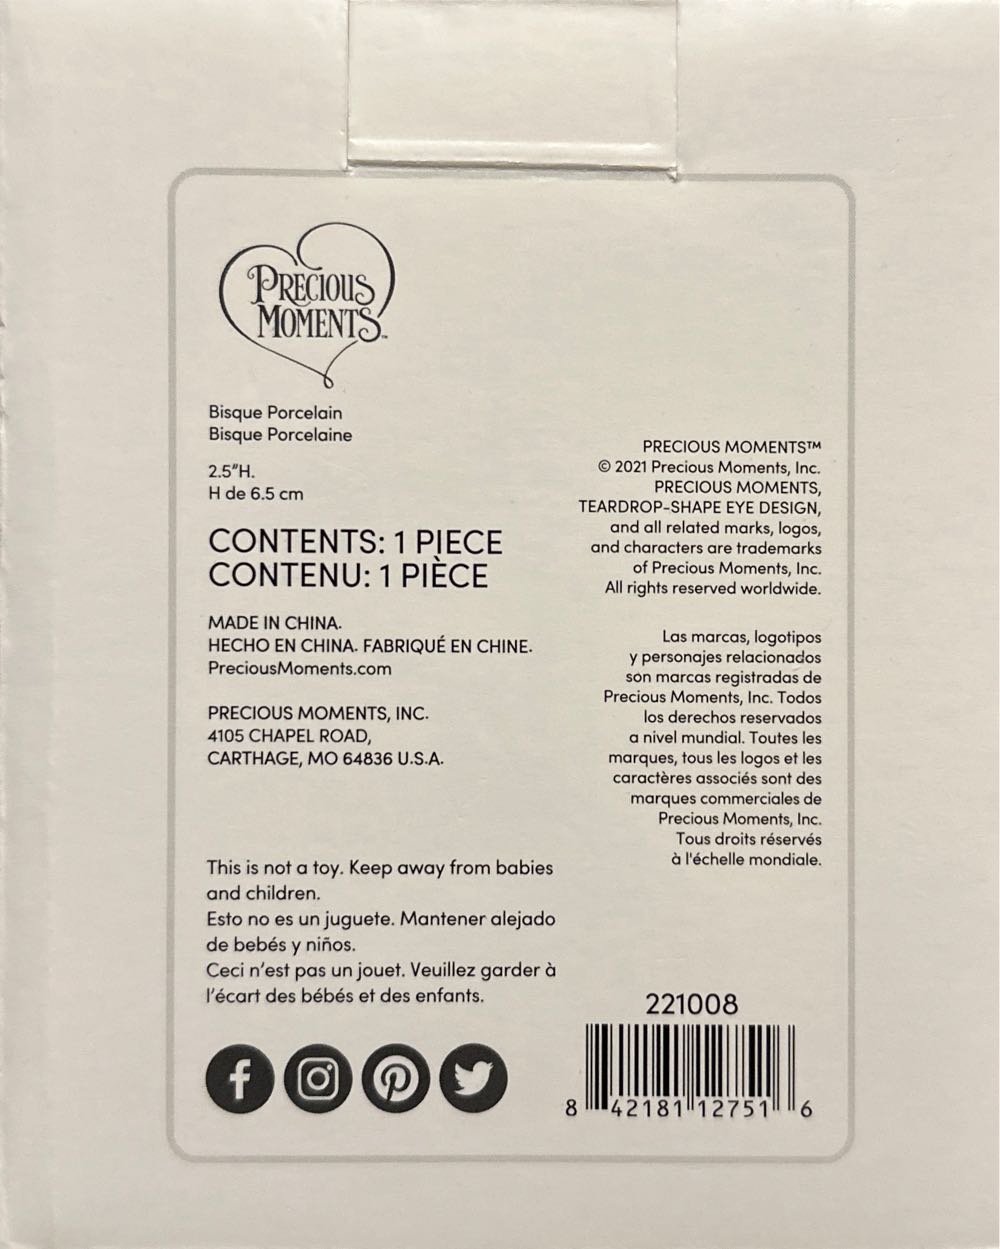 PRECIOUS
MOMENTS™
Bisque Porcelain
Bisque Porcelaine
2.5"H.
H de 6.5 cm
CONTENTS: 1 PIECE
CONTENU: 1 PIÈCE
MADE IN CHINA.
HECHO EN CHINA. FABRIQUÉ EN CHINE.
PreciousMoments.com
PRECIOUS MOMENTS, INC.
4105 CHAPEL ROAD,
CARTHAGE, MO 64836 U.S.A.
This is not a toy. Keep away from babies
and children.
Esto no es un juguete. Mantener alejado
de bebés y niños.
Ceci n'est pas un jouet. Veuillez garder à
l'écart des bébés et des enfants.
PRECIOUS MOMENTS™
© 2021 Precious Moments, Inc.
PRECIOUS MOMENTS,
TEARDROP-SHAPE EYE DESIGN,
and all related marks, logos,
and characters are trademarks
of Precious Moments, Inc.
All rights reserved worldwide.
Las marcas, logotipos
y personajes relacionados
son marcas registradas de
Precious Moments, Inc. Todos
los derechos reservados
a nivel mundial. Toutes les
marques, tous les logos et les
caractères associés sont des
marques commerciales de
Precious Moments, Inc.
Tous droits réservés
à l'échelle mondiale.
221008
8 42181 12751 6